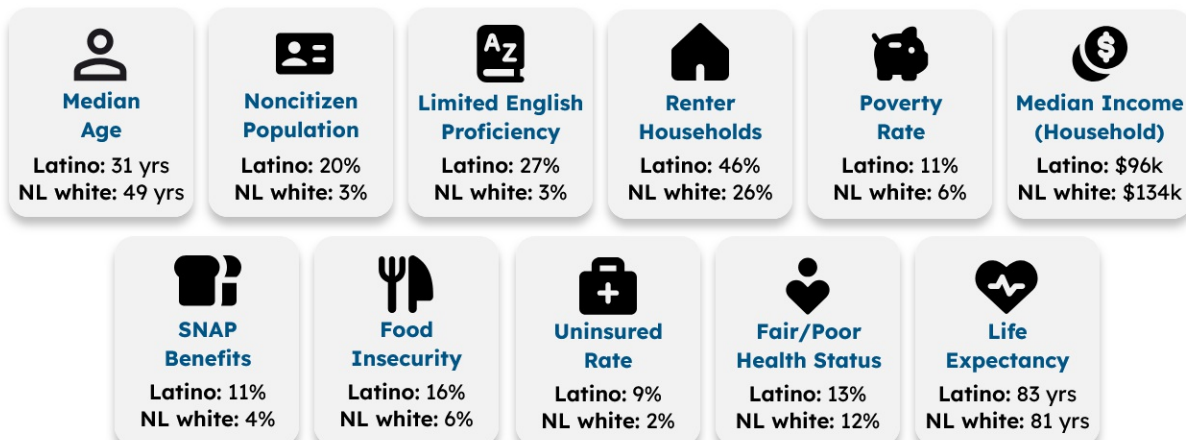 AZ
Median
Age
Latino: 31 yrs
NL white: 49 yrs
Noncitizen
Population
Latino: 20%
NL white: 3%
Limited English
Proficiency
Latino: 27%
NL white: 3%
Renter
Households
Latino: 46%
NL white: 26%
Poverty
Rate
Latino: 11%
NL white: 6%
$
Median Income
(Household)
Latino: $96k
NL white: $134k
SNAP
Benefits
Latino: 11%
NL white: 4%
Food
Insecurity
Latino: 16%
NL white: 6%
Uninsured
Rate
Latino: 9%
NL white: 2%
Fair/Poor
Health Status
Latino: 13%
NL white: 12%
Life
Expectancy
Latino: 83 yrs
NL white: 81 yrs